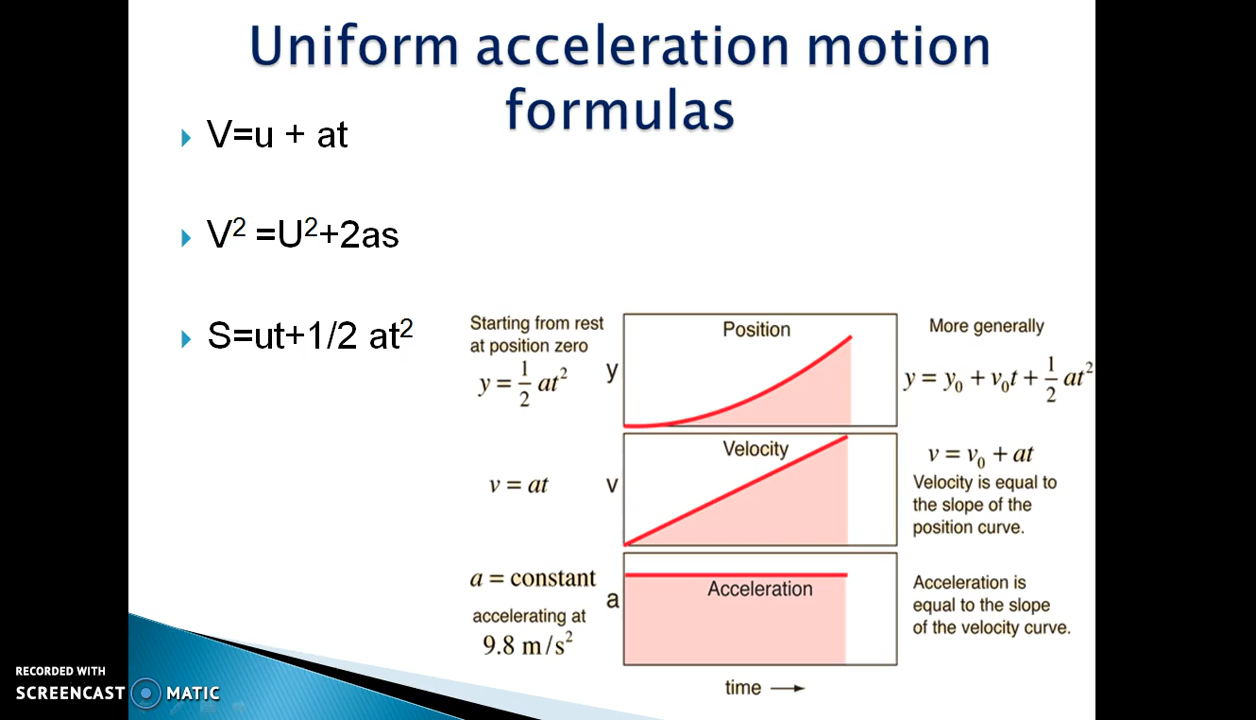 Uniform acceleration motion
formulas
V=u + at
V² =U²+2as
S=ut+1/2 at²
Starting from rest
at position zero
y = 1/2 at²
y
Position
More generally
y = y₀ + v₀t + 1/2 at²
v = at
v
Velocity
v = v₀ + at
Velocity is equal to
the slope of the
position curve.
a = constant
accelerating at
9.8 m/s²
a
Acceleration
Acceleration is
equal to the slope
of the velocity curve.
time →
RECORDED WITH
SCREENCAST MATIC